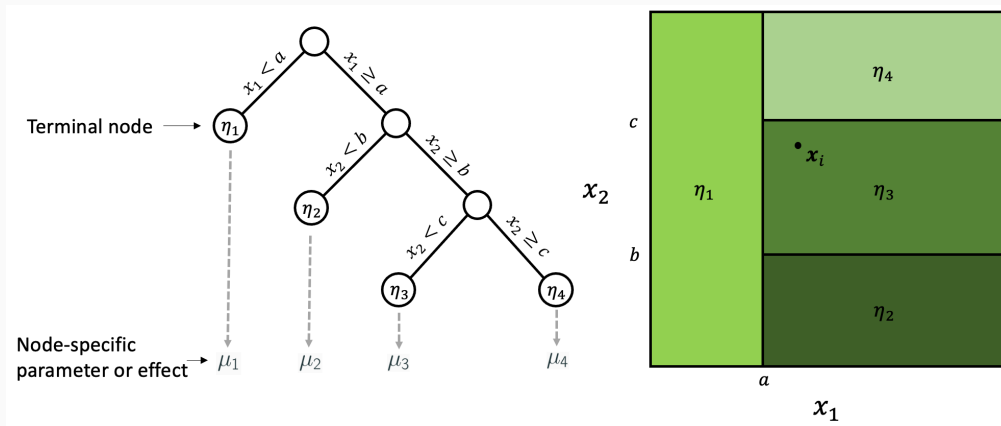 x₁ < a
x₁ ≥ a
Terminal node
η₁
x₂ < b
x₂ ≥ b
η₂
x₂ < c
x₂ ≥ c
η₃
η₄
Node-specific
parameter or effect
μ₁
μ₂
μ₃
μ₄
η₄
c
xᵢ
x₂
η₁
η₃
b
η₂
a
x₁